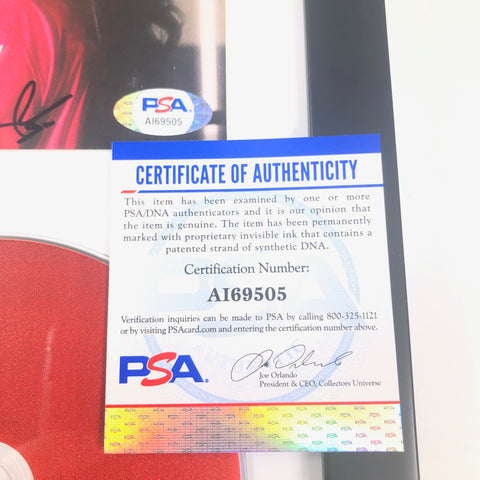 PSA
AI69505
CERTIFICATE OF AUTHENTICITY
This item has been examined by one or more
PSA/DNA authenticators and it is our opinion that
the item is genuine. The item has been permanently
marked with proprietary invisible ink that contains a
patented strand of synthetic DNA.
Certification Number:
AI69505
Verification inquiries can be made to PSA by calling 800-325-1121
or by visiting PSAcard.com and entering the certification number above.
PSA
Joe Orlando
President & CEO, Collectors Universe